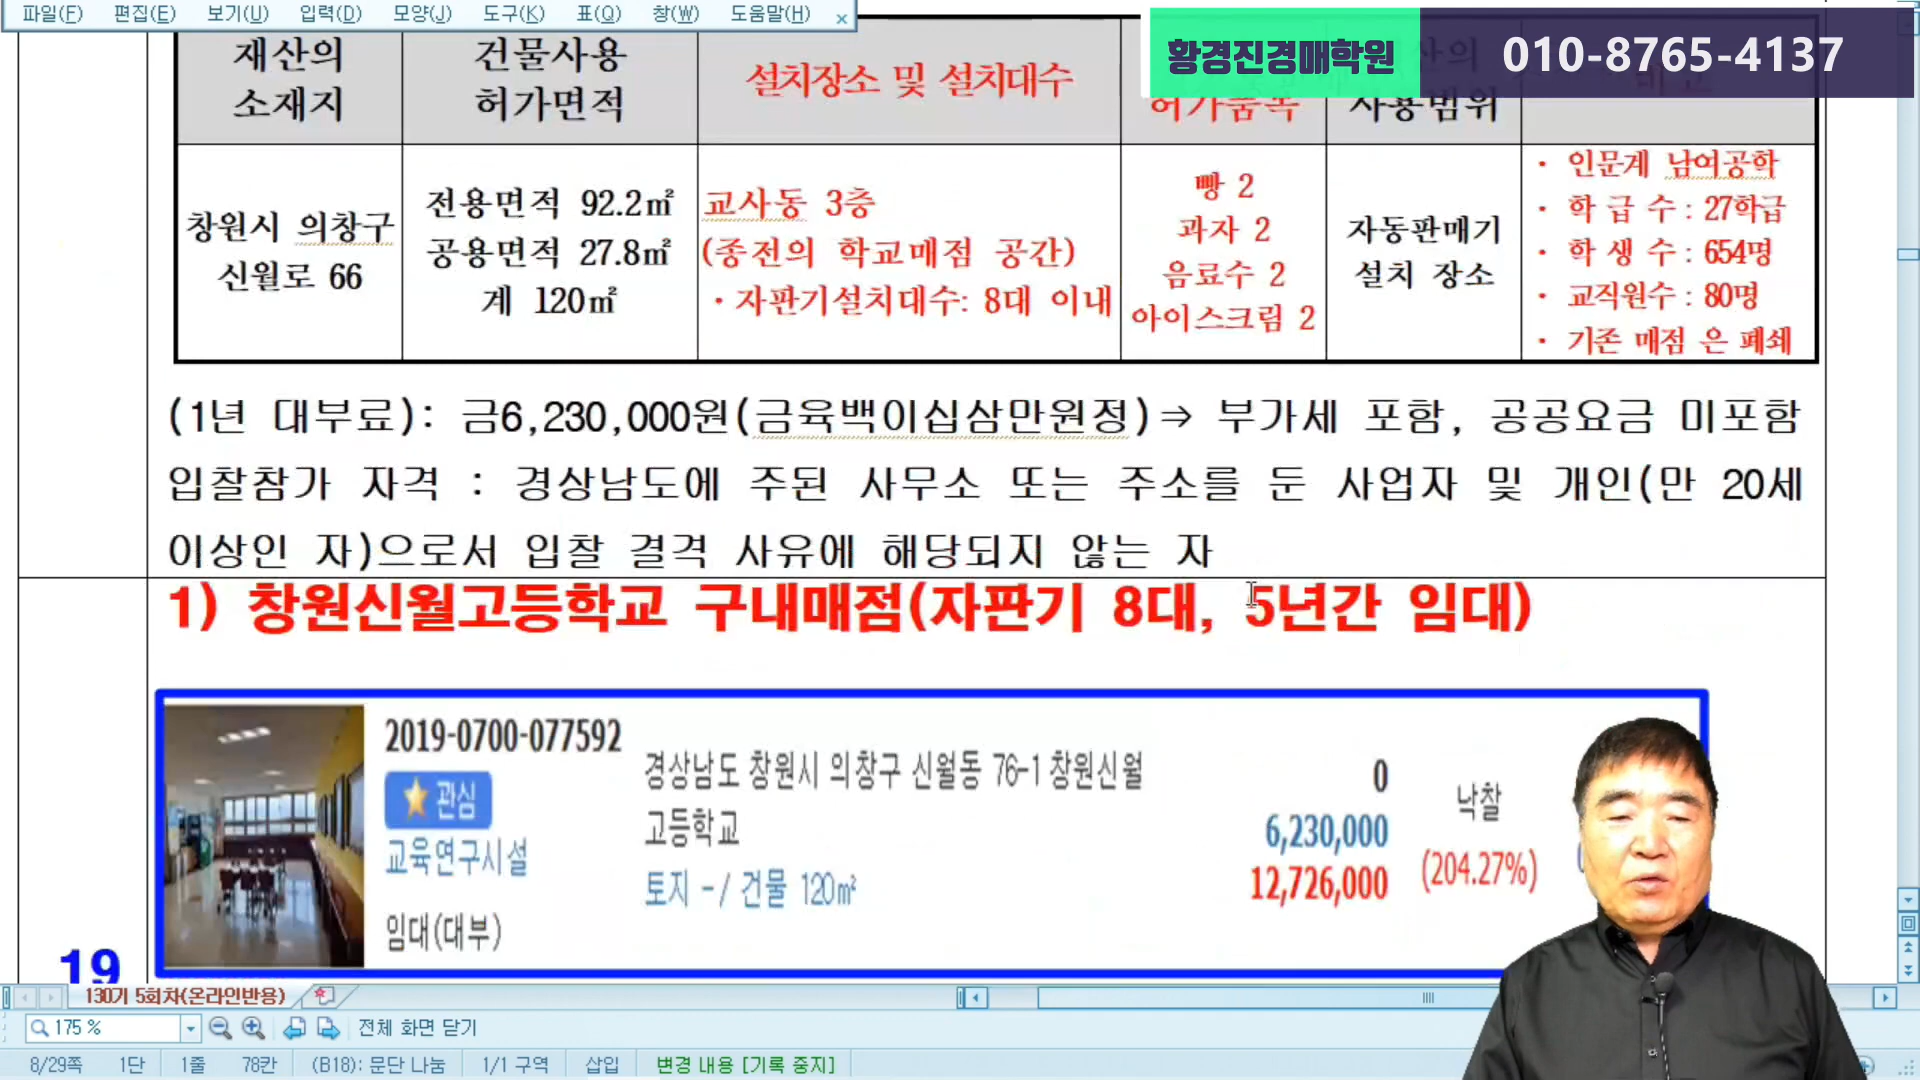 파일(F) 편집(E) 보기(U) 입력(D) 모양(J) 도구(K) 표(Q) 창(W) 도움말(H)
황경진경매학원 010-8765-4137
재산의 소재지
건물사용 허가면적
설치장소 및 설치대수
허가품목
사용범위
창원시 의창구
신월로 66
전용면적 92.2㎡
공용면적 27.8㎡
계 120㎡
교사동 3층
(종전의 학교매점 공간)
・자판기설치대수: 8대 이내
빵 2
과자 2
음료수 2
아이스크림 2
자동판매기
설치 장소
・ 인문계 남여공학
・ 학 급 수 : 27학급
・ 학 생 수 : 654명
・ 교직원수 : 80명
・ 기존 매점 은 폐쇄
(1년 대부료): 금6,230,000원(금육백이십삼만원정)⇒ 부가세 포함, 공공요금 미포함
입찰참가 자격 : 경상남도에 주된 사무소 또는 주소를 둔 사업자 및 개인(만 20세
이상인 자)으로서 입찰 결격 사유에 해당되지 않는 자
1) 창원신월고등학교 구내매점(자판기 8대, 5년간 임대)
2019-0700-077592
관심
교육연구시설
임대(대부)
경상남도 창원시 의창구 신월동 76-1 창원신월
고등학교
토지 -/ 건물 120㎡
0
6,230,000
12,726,000
낙찰
(204.27%)
19
130기 5회차(온라인반용)
175 % 전체 화면 닫기
8/29쪽 1단 1줄 78칸 (B18): 문단 나눔 1/1 구역 삽입 변경 내용 [기록 중지]